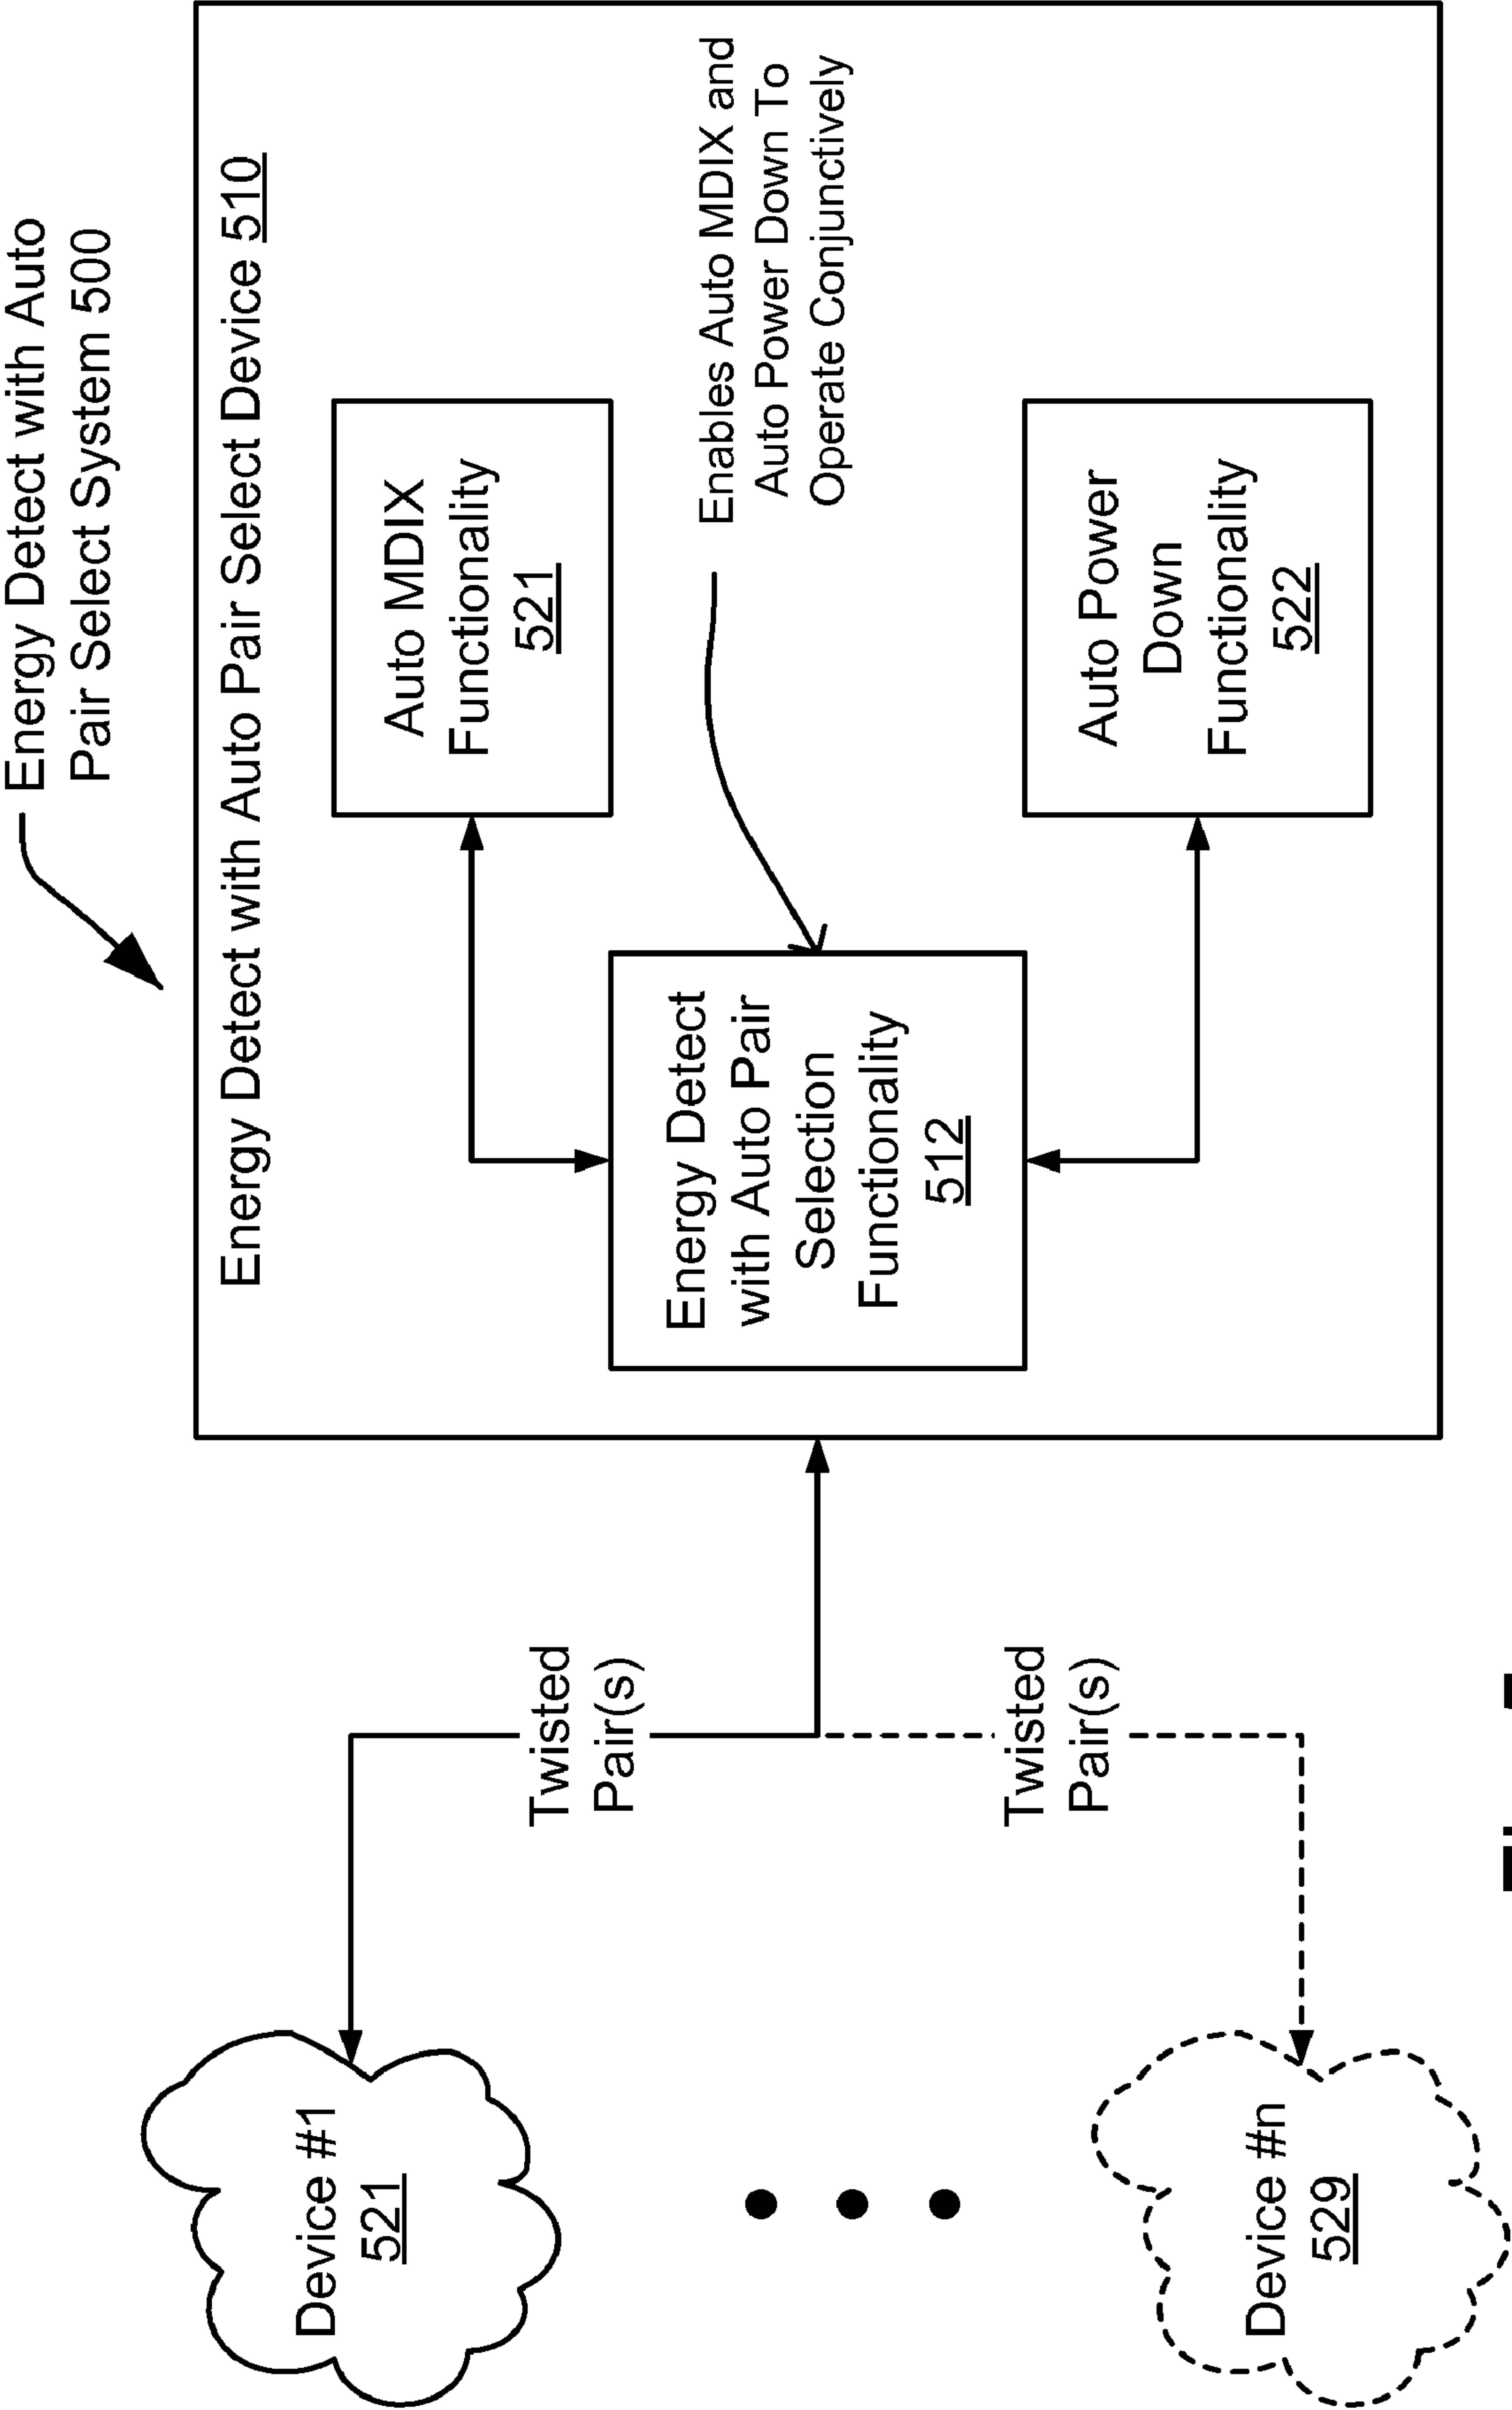 Energy Detect with Auto
Pair Select System 500
Energy Detect with Auto Pair Select Device 510
Device #1
521
Twisted
Pair(s)
Auto MDIX
Functionality
521
Energy Detect
with Auto Pair
Selection
Functionality
512
Enables Auto MDIX and
Auto Power Down To
Operate Conjunctively
Device #n
529
Twisted
Pair(s)
Auto Power
Down
Functionality
522